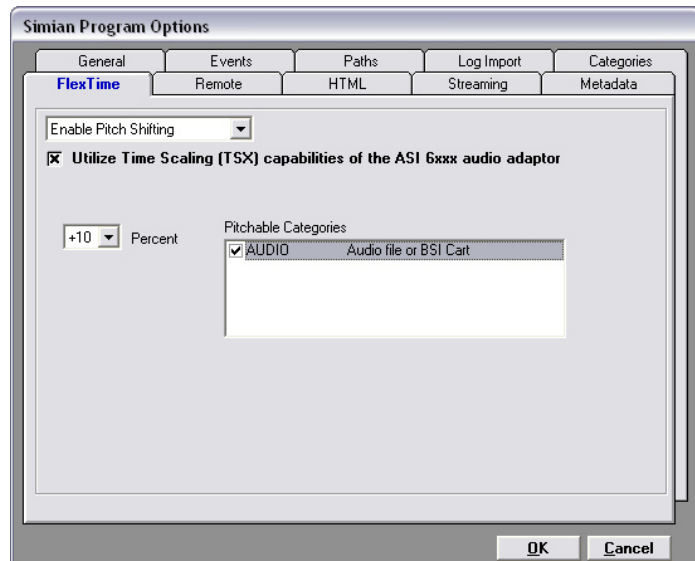 Simian Program Options
General Events Paths Log Import Categories
FlexTime Remote HTML Streaming Metadata
Enable Pitch Shifting
Utilize Time Scaling (TSX) capabilities of the ASI 6xxx audio adaptor
+10 Percent
Pitchable Categories
AUDIO Audio file or BSI Cart
OK Cancel